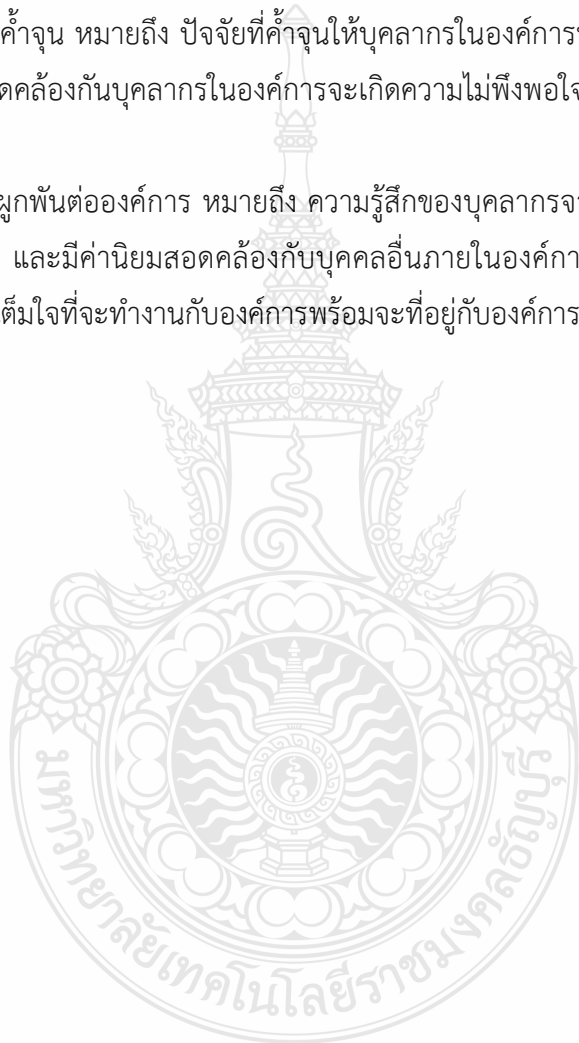 ค้ำจุน หมายถึง ปัจจัยที่ค้ำจุนให้บุคลากรในองค์การ
ดคล้องกันบุคลากรในองค์การจะเกิดความไม่พึงพอใจ
ผูกพันต่อองค์การ หมายถึง ความรู้สึกของบุคลากร
และมีค่านิยมสอดคล้องกับบุคคลอื่นภายในองค์กา
เต็มใจที่จะทำงานกับองค์การพร้อมจะที่อยู่กับองค์การ
มหาวิทยาลัยเทคโนโลยีราชมงคลธัญบุรี